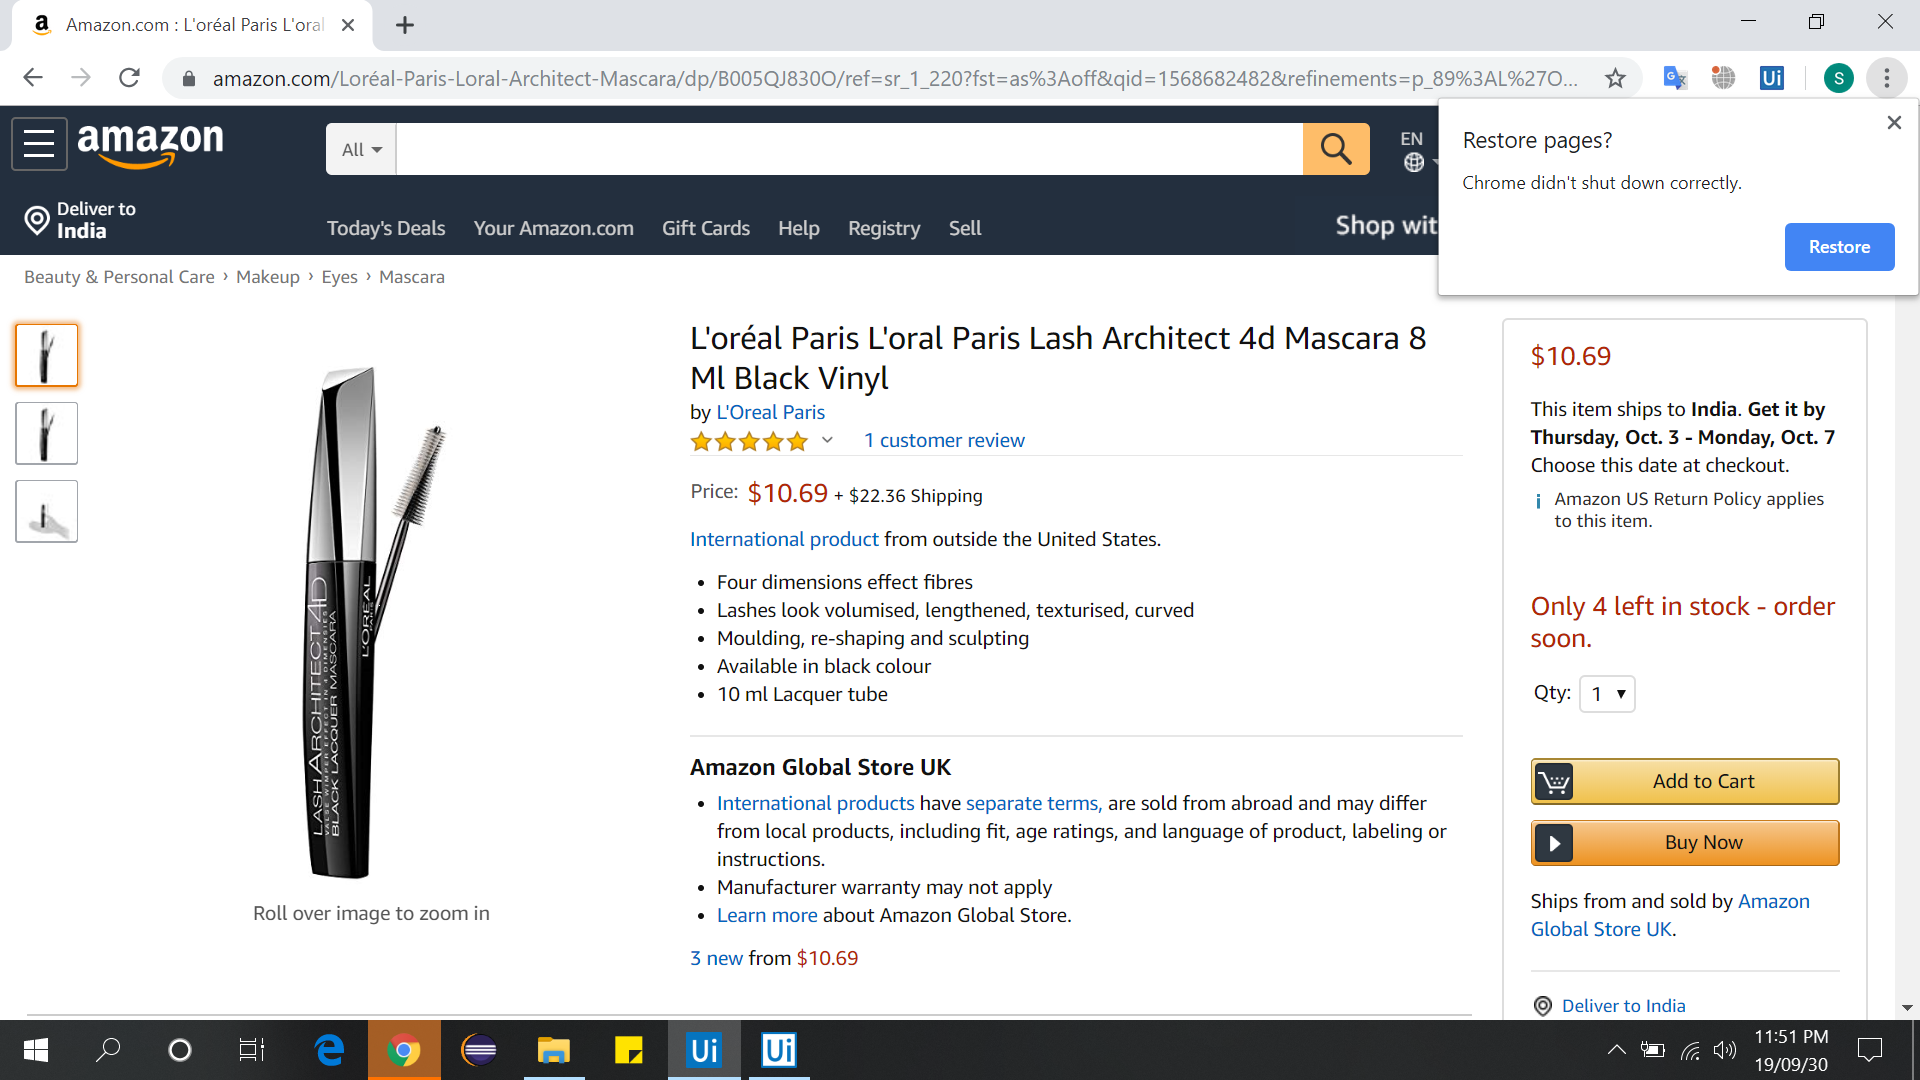 Amazon.com : L'oréal Paris L'oral
amazon.com/Loréal-Paris-Loral-Architect-Mascara/dp/B005QJ830O/ref=sr_1_220?fst=as%3Aoff&qid=1568682482&refinements=p_89%3AL%27O...
Ui
S
amazon
All
EN
Restore pages?
Chrome didn't shut down correctly.
Restore
Deliver to
India
Today's Deals
Your Amazon.com
Gift Cards
Help
Registry
Sell
Shop wit
Beauty & Personal Care › Makeup › Eyes › Mascara
L'oréal Paris L'oral Paris Lash Architect 4d Mascara 8
Ml Black Vinyl
by L'Oreal Paris
1 customer review
Price: $10.69 + $22.36 Shipping
International product from outside the United States.
• Four dimensions effect fibres
• Lashes look volumised, lengthened, texturised, curved
• Moulding, re-shaping and sculpting
• Available in black colour
• 10 ml Lacquer tube
Amazon Global Store UK
• International products have separate terms, are sold from abroad and may differ
from local products, including fit, age ratings, and language of product, labeling or
instructions.
• Manufacturer warranty may not apply
• Learn more about Amazon Global Store.
3 new from $10.69
LASH ARCHITECT 4D
VALSE WIMPER EFFECT IN 4 DIMENSIES
BLACK LACQUER MASCARA
L'ORÉAL
PARIS
Roll over image to zoom in
$10.69
This item ships to India. Get it by
Thursday, Oct. 3 - Monday, Oct. 7
Choose this date at checkout.
Amazon US Return Policy applies
to this item.
Only 4 left in stock - order
soon.
Qty: 1
Add to Cart
Buy Now
Ships from and sold by Amazon
Global Store UK.
Deliver to India
Ui
Ui
11:51 PM
19/09/30